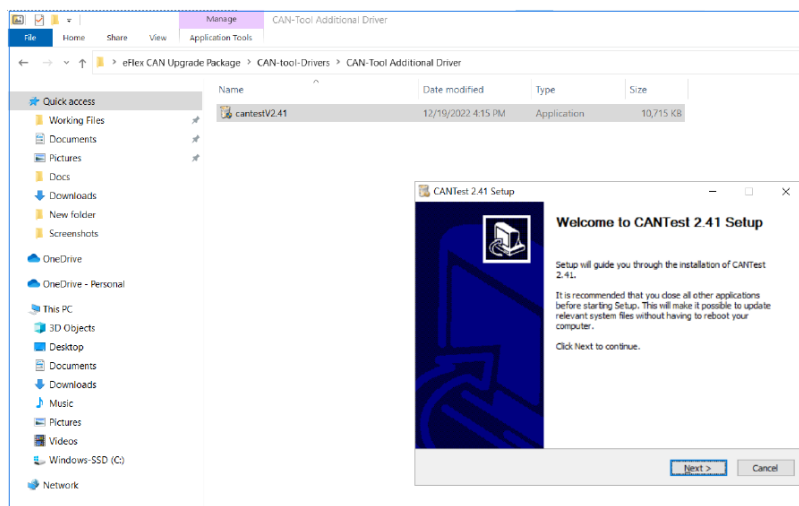 Manage
CAN-Tool Additional Driver
File
Home
Share
View
Application Tools
eFlex CAN Upgrade Package > CAN-tool-Drivers > CAN-Tool Additional Driver
Name
Date modified
Type
Size
Quick access
cantestV2.41
12/19/2022 4:15 PM
Application
10,715 KB
Working Files
Documents
Pictures
Docs
Downloads
New folder
Screenshots
OneDrive
OneDrive - Personal
This PC
3D Objects
Desktop
Documents
Downloads
Music
Pictures
Videos
Windows-SSD (C:)
Network
CANTest 2.41 Setup
Welcome to CANTest 2.41 Setup
Setup will guide you through the installation of CANTest
2.41.
It is recommended that you close all other applications
before starting Setup. This will make it possible to update
relevant system files without having to reboot your
computer.
Click Next to continue.
Next >
Cancel